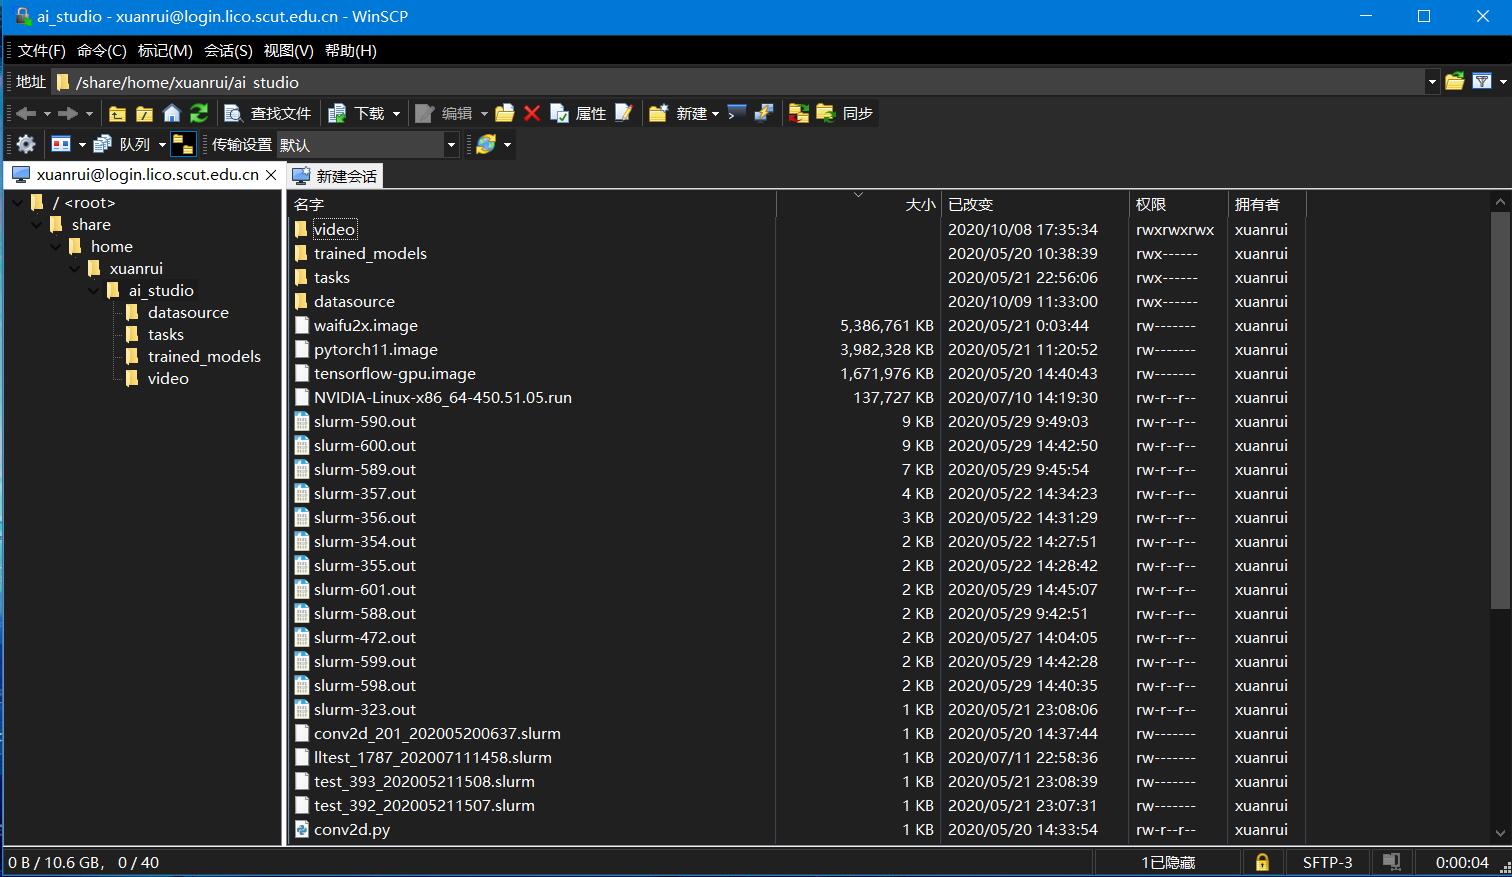 ai_studio - xuanrui@login.lico.scut.edu.cn - WinSCP
文件(F) 命令(C) 标记(M) 会话(S) 视图(V) 帮助(H)
地址 /share/home/xuanrui/ai_studio
查找文件 下载 编辑 属性 新建 同步
队列 传输设置 默认
xuanrui@login.lico.scut.edu.cn × 新建会话
/ <root>
share
home
xuanrui
ai_studio
datasource
tasks
trained_models
video
名字 大小 已改变 权限 拥有者
video 2020/10/08 17:35:34 rwxrwxrwx xuanrui
trained_models 2020/05/20 10:38:39 rwx------ xuanrui
tasks 2020/05/21 22:56:06 rwx------ xuanrui
datasource 2020/10/09 11:33:00 rwx------ xuanrui
waifu2x.image 5,386,761 KB 2020/05/21 0:03:44 rw------- xuanrui
pytorch11.image 3,982,328 KB 2020/05/21 11:20:52 rw------- xuanrui
tensorflow-gpu.image 1,671,976 KB 2020/05/20 14:40:43 rw------- xuanrui
NVIDIA-Linux-x86_64-450.51.05.run 137,727 KB 2020/07/10 14:19:30 rw-r--r-- xuanrui
slurm-590.out 9 KB 2020/05/29 9:49:03 rw-r--r-- xuanrui
slurm-600.out 9 KB 2020/05/29 14:42:50 rw-r--r-- xuanrui
slurm-589.out 7 KB 2020/05/29 9:45:54 rw-r--r-- xuanrui
slurm-357.out 4 KB 2020/05/22 14:34:23 rw-r--r-- xuanrui
slurm-356.out 3 KB 2020/05/22 14:31:29 rw-r--r-- xuanrui
slurm-354.out 2 KB 2020/05/22 14:27:51 rw-r--r-- xuanrui
slurm-355.out 2 KB 2020/05/22 14:28:42 rw-r--r-- xuanrui
slurm-601.out 2 KB 2020/05/29 14:45:07 rw-r--r-- xuanrui
slurm-588.out 2 KB 2020/05/29 9:42:51 rw-r--r-- xuanrui
slurm-472.out 2 KB 2020/05/27 14:04:05 rw-r--r-- xuanrui
slurm-599.out 2 KB 2020/05/29 14:42:28 rw-r--r-- xuanrui
slurm-598.out 2 KB 2020/05/29 14:40:35 rw-r--r-- xuanrui
slurm-323.out 1 KB 2020/05/21 23:08:06 rw-r--r-- xuanrui
conv2d_201_202005200637.slurm 1 KB 2020/05/20 14:37:44 rw------- xuanrui
lltest_1787_202007111458.slurm 1 KB 2020/07/11 22:58:36 rw------- xuanrui
test_393_202005211508.slurm 1 KB 2020/05/21 23:08:39 rw------- xuanrui
test_392_202005211507.slurm 1 KB 2020/05/21 23:07:31 rw------- xuanrui
conv2d.py 1 KB 2020/05/20 14:33:54 rw-r--r-- xuanrui
0 B / 10.6 GB, 0 / 40 1已隐藏 SFTP-3 0:00:04